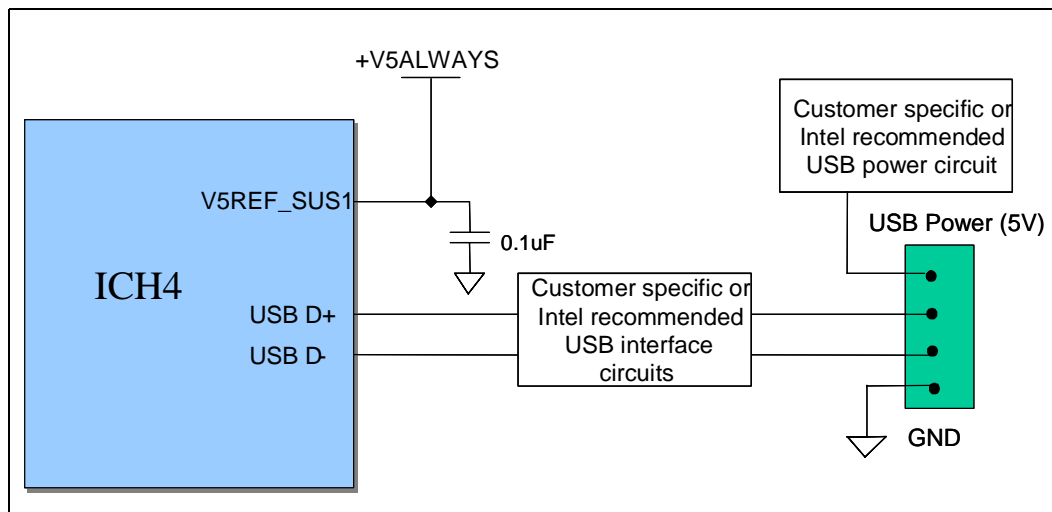 +V5ALWAYS
Customer specific or
Intel recommended
USB power circuit
V5REF_SUS1
USB Power (5V)
0.1uF
ICH4
Customer specific or
Intel recommended
USB interface
circuits
USB D+
USB D-
GND